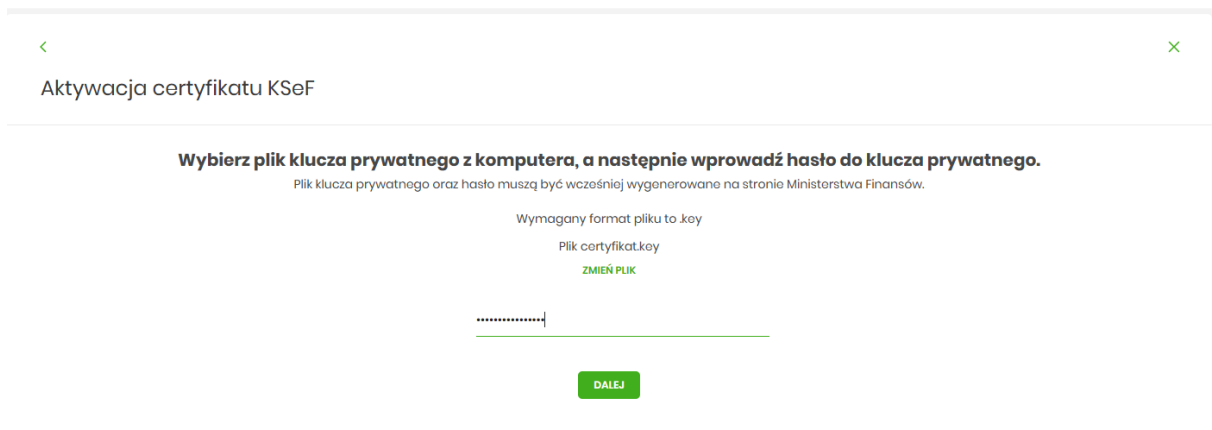 Aktywacja certyfikatu KSeF
Wybierz plik klucza prywatnego z komputera, a następnie wprowadź hasło do klucza prywatnego.
Plik klucza prywatnego oraz hasło muszą być wcześniej wygenerowane na stronie Ministerstwa Finansów.
Wymagany format pliku to .key
Plik certyfikat.key
ZMIEŃ PLIK
••••••••••••••••
DALEJ